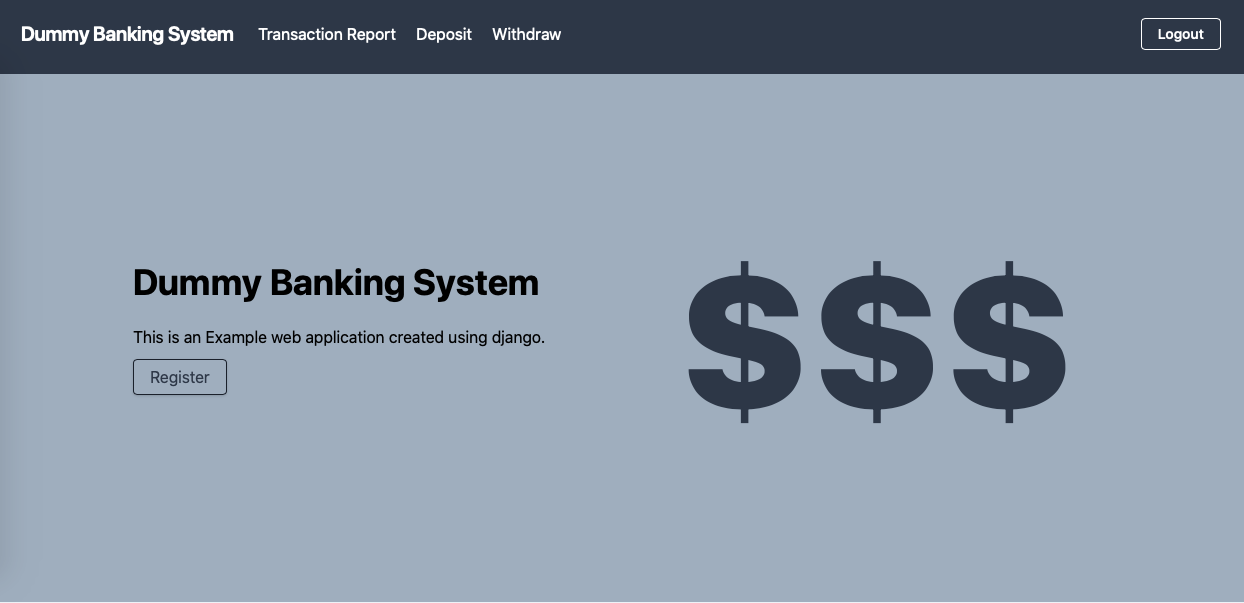 Dummy Banking System Transaction Report Deposit Withdraw Logout
Dummy Banking System
This is an Example web application created using django.
Register
$$$